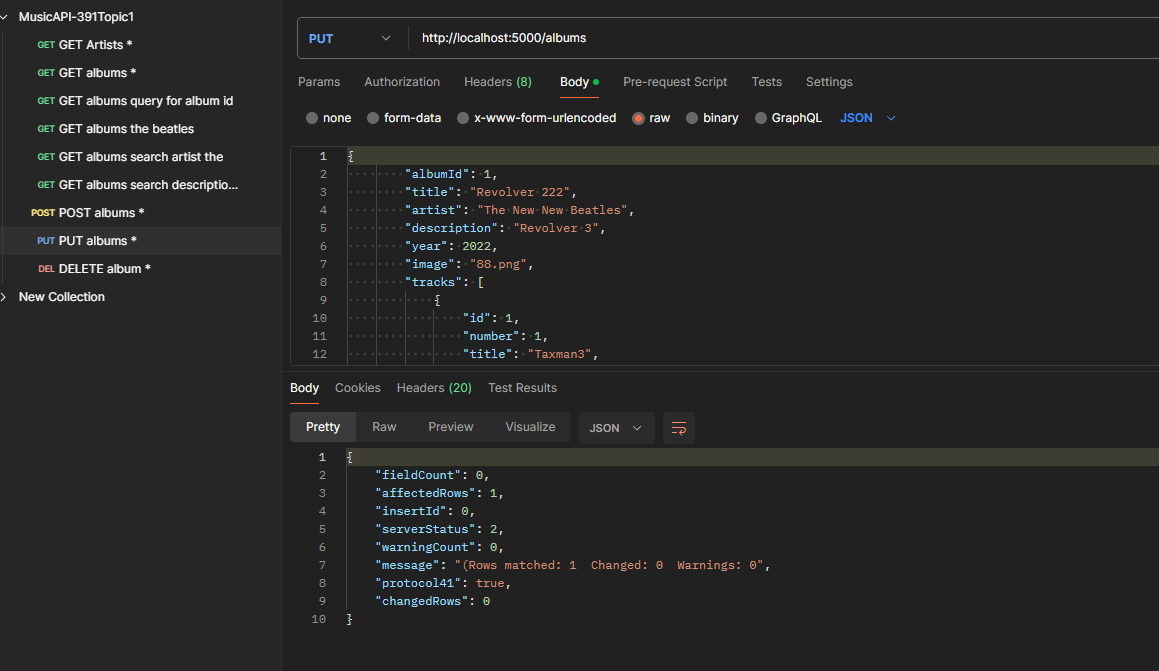 MusicAPI-391Topic1
GET GET Artists *
GET GET albums *
GET GET albums query for album id
GET GET albums the beatles
GET GET albums search artist the
GET GET albums search descriptio...
POST POST albums *
PUT PUT albums *
DEL DELETE album *
New Collection
PUT http://localhost:5000/albums
Params Authorization Headers (8) Body Pre-request Script Tests Settings
none form-data x-www-form-urlencoded raw binary GraphQL JSON
1 {
2 "albumId": 1,
3 "title": "Revolver 222",
4 "artist": "The New New Beatles",
5 "description": "Revolver 3",
6 "year": 2022,
7 "image": "88.png",
8 "tracks": [
9 {
10 "id": 1,
11 "number": 1,
12 "title": "Taxman3",
Body Cookies Headers (20) Test Results
Pretty Raw Preview Visualize JSON
1 {
2 "fieldCount": 0,
3 "affectedRows": 1,
4 "insertId": 0,
5 "serverStatus": 2,
6 "warningCount": 0,
7 "message": "(Rows matched: 1  Changed: 0  Warnings: 0",
8 "protocol41": true,
9 "changedRows": 0
10 }